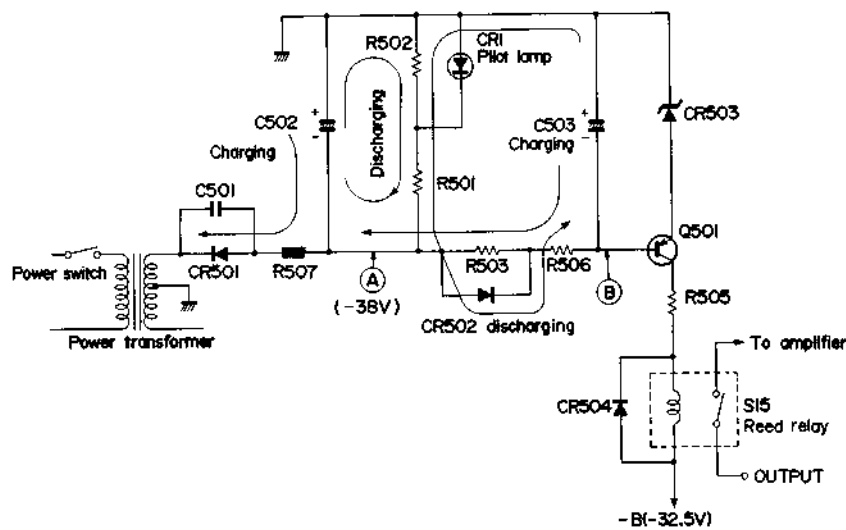 R502
CR1
Pilot lamp
C502
+
-
Discharging
C503
+
-
Charging
CR503
Charging
C501
R501
Q501
Power switch
CR501
R507
A
(-38V)
R503
R506
B
CR502 discharging
R505
Power transformer
To amplifier
CR504
S15
Reed relay
OUTPUT
-B(-32.5V)